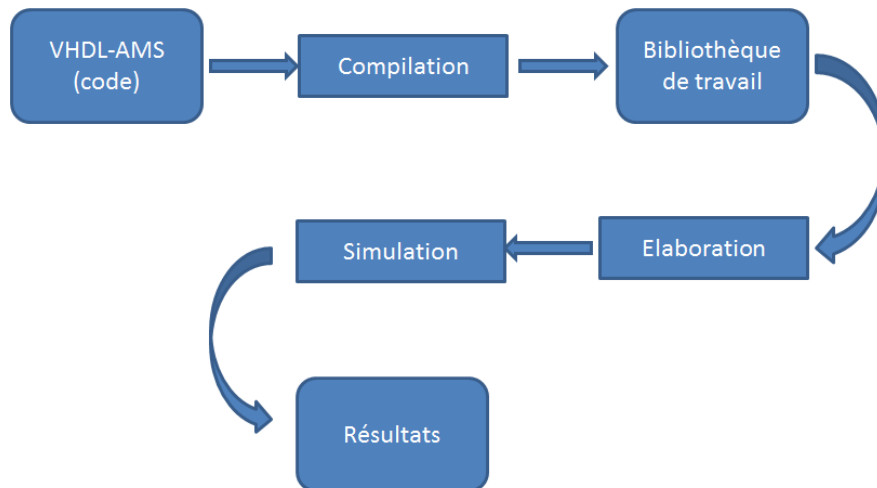 VHDL-AMS
(code)
Compilation
Bibliothèque
de travail
Simulation
Elaboration
Résultats